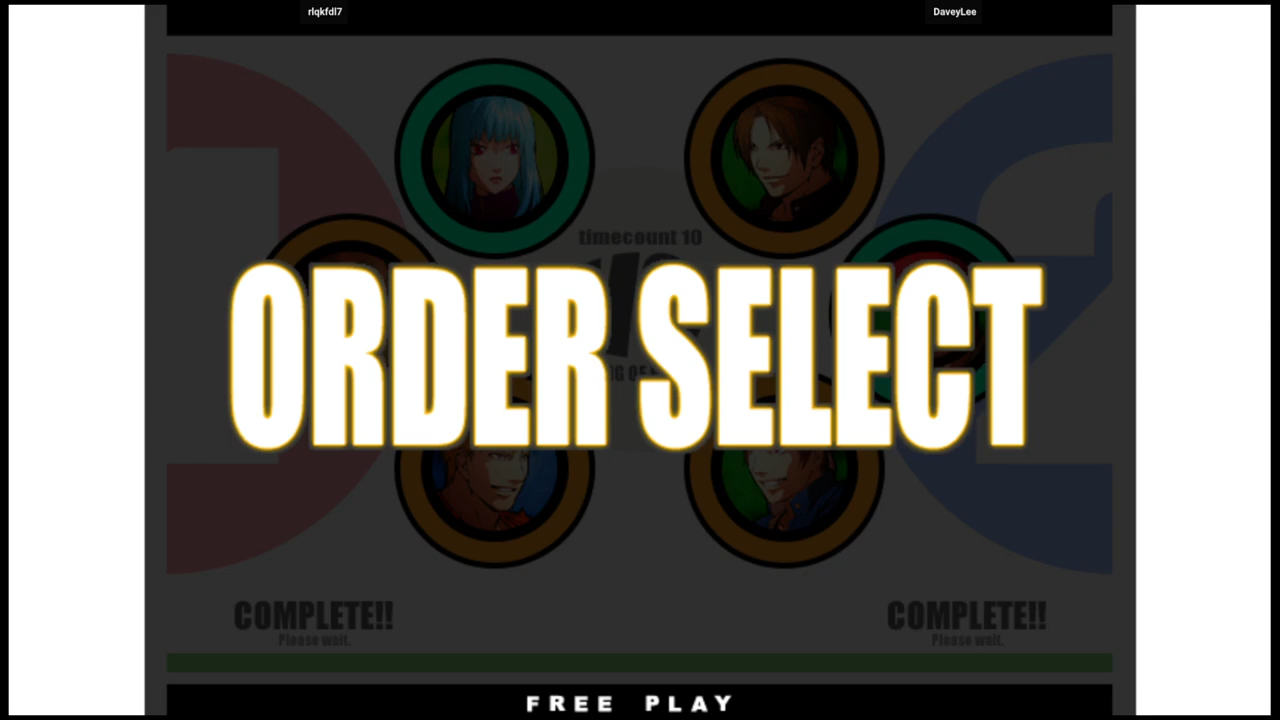 rlqkfdl7
DaveyLee
timecount 10
ORDER SELECT
COMPLETE!!
Please wait.
COMPLETE!!
Please wait.
FREE PLAY